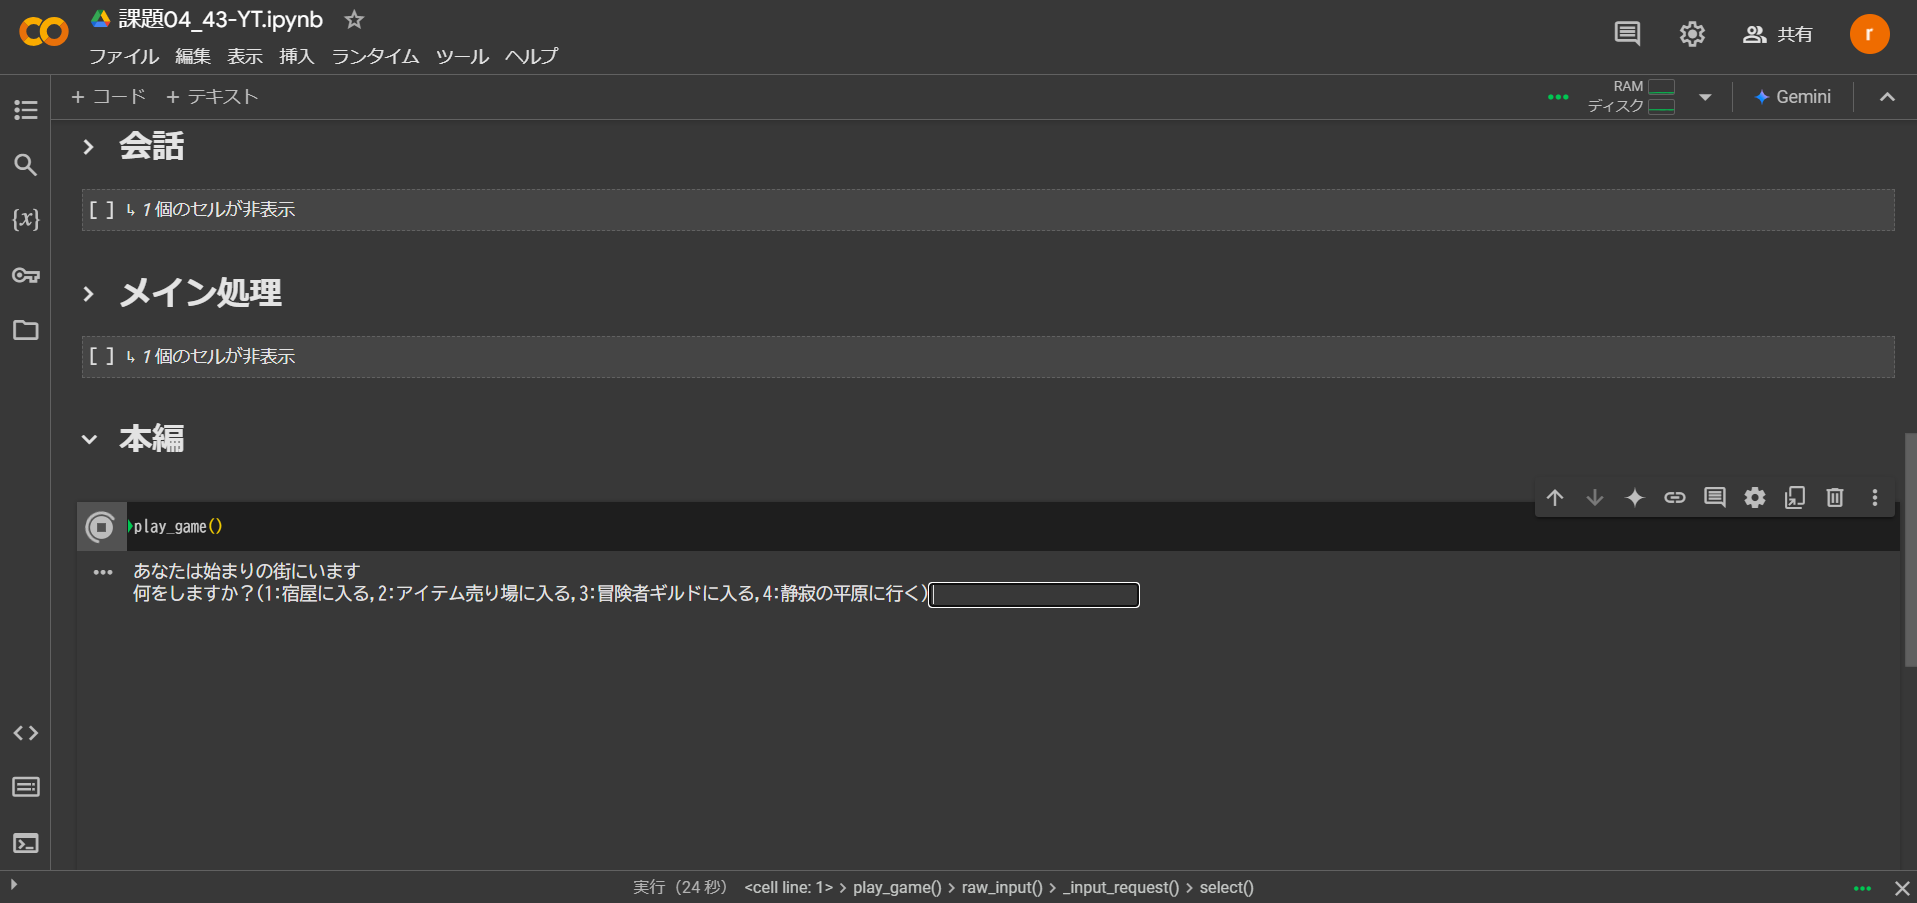 課題04_43-YT.ipynb
ファイル 編集 表示 挿入 ランタイム ツール ヘルプ
共有
r
+ コード + テキスト
RAM
ディスク
Gemini
会話
[ ] ↳ 1 個のセルが非表示
{x}
メイン処理
[ ] ↳ 1 個のセルが非表示
本編
play_game()
あなたは始まりの街にいます
何をしますか？(1:宿屋に入る,2:アイテム売り場に入る,3:冒険者ギルドに入る,4:静寂の平原に行く)
実行（24 秒） <cell line: 1> > play_game() > raw_input() > _input_request() > select()